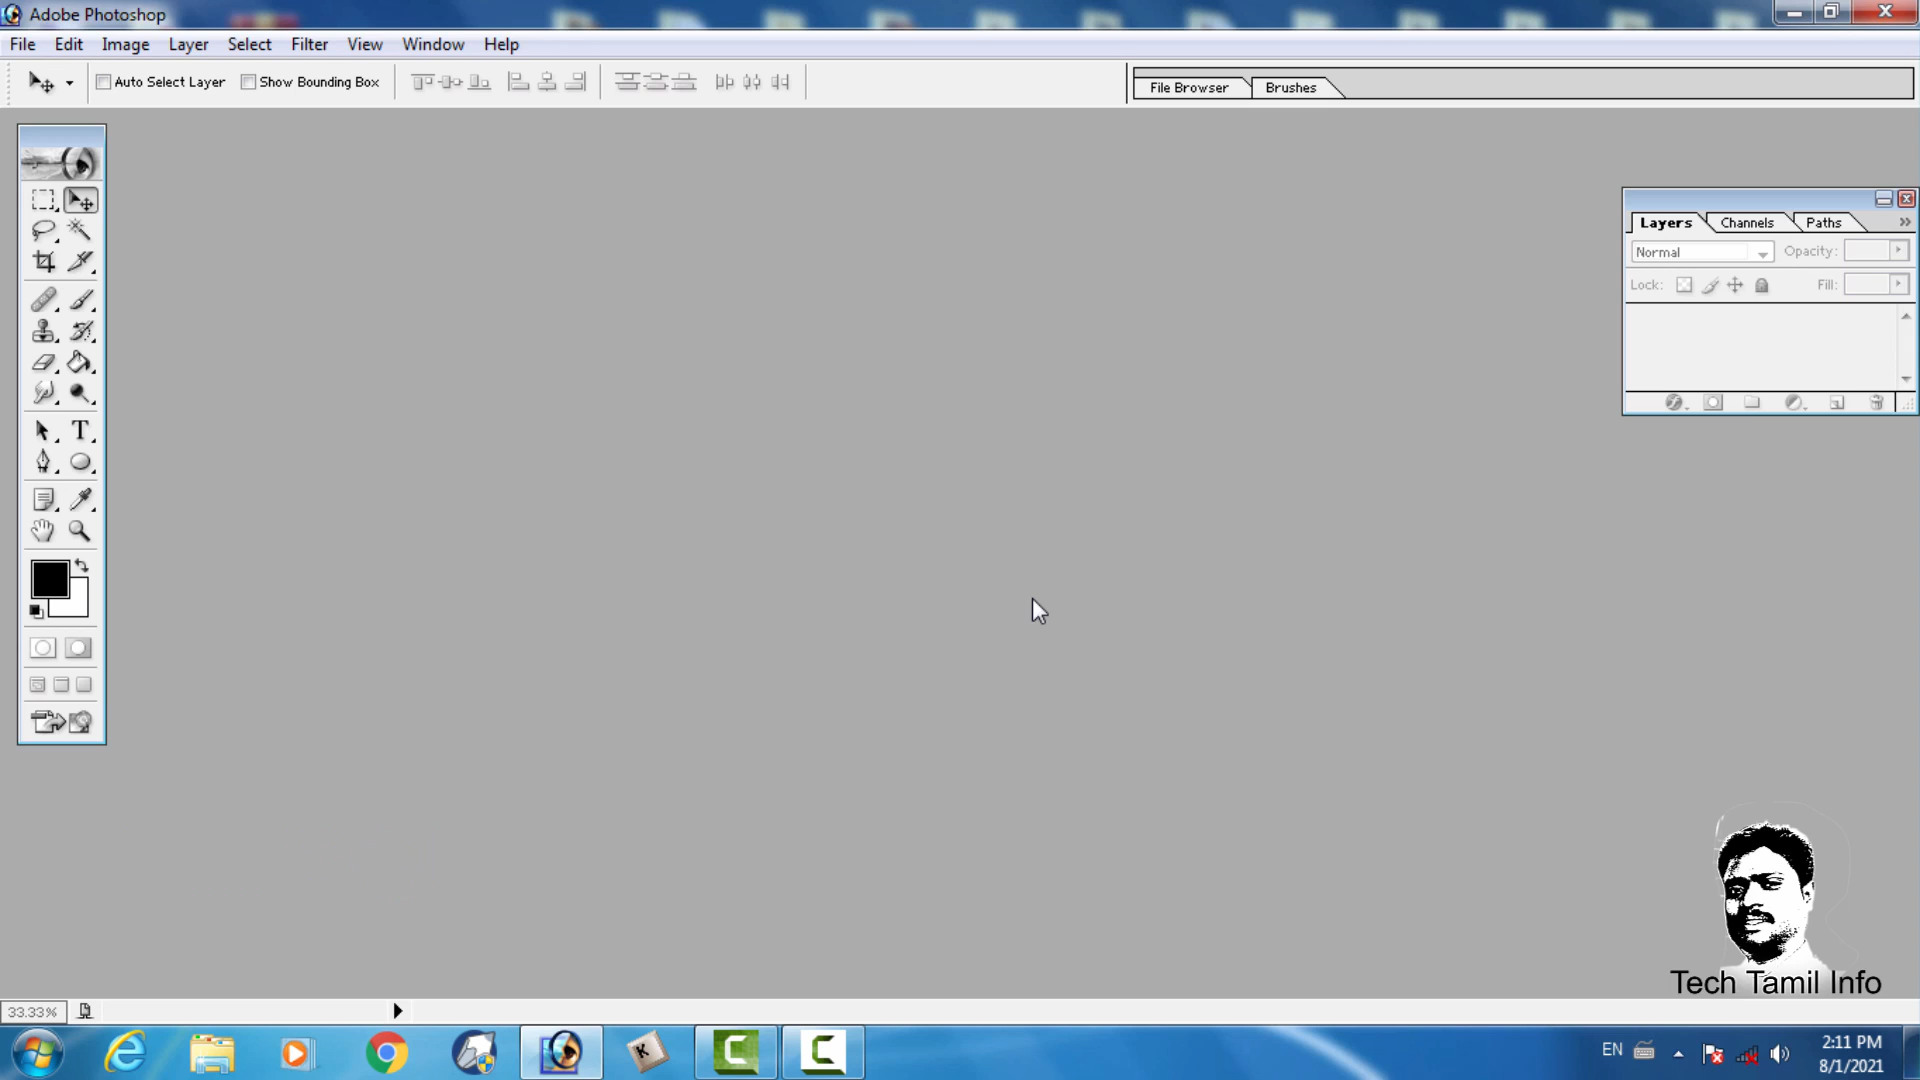 Adobe Photoshop
File Edit Image Layer Select Filter View Window Help
Auto Select Layer Show Bounding Box
File Browser Brushes
Layers Channels Paths
Normal Opacity:
Lock: Fill:
T
Tech Tamil Info
33.33%
K
C C
EN
2:11 PM
8/1/2021